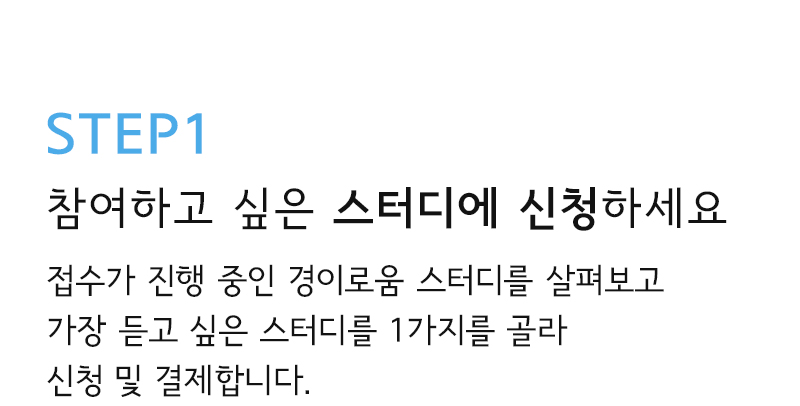 STEP1
참여하고 싶은 스터디에 신청하세요
접수가 진행 중인 경이로움 스터디를 살펴보고
가장 듣고 싶은 스터디를 1가지를 골라
신청 및 결제합니다.